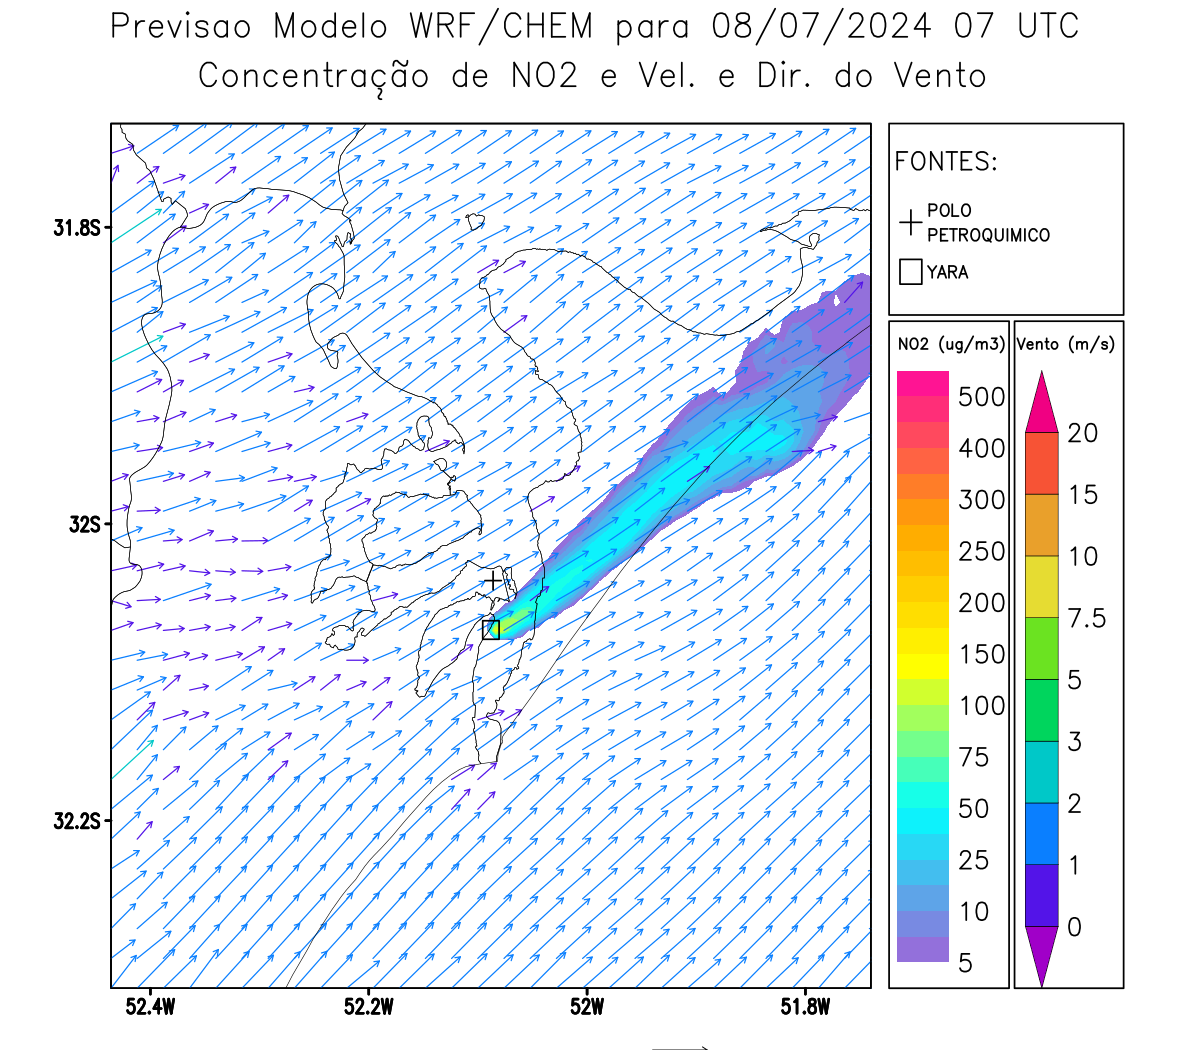 Previsao Modelo WRF/CHEM para 08/07/2024 07 UTC
Concentração de NO2 e Vel. e Dir. do Vento
FONTES:
POLO
PETROQUIMICO
YARA
NO2 (ug/m3)
500
400
300
250
200
150
100
75
50
25
10
5
Vento (m/s)
20
15
10
7.5
5
3
2
1
0
31.8S
32S
32.2S
52.4W
52.2W
52W
51.8W